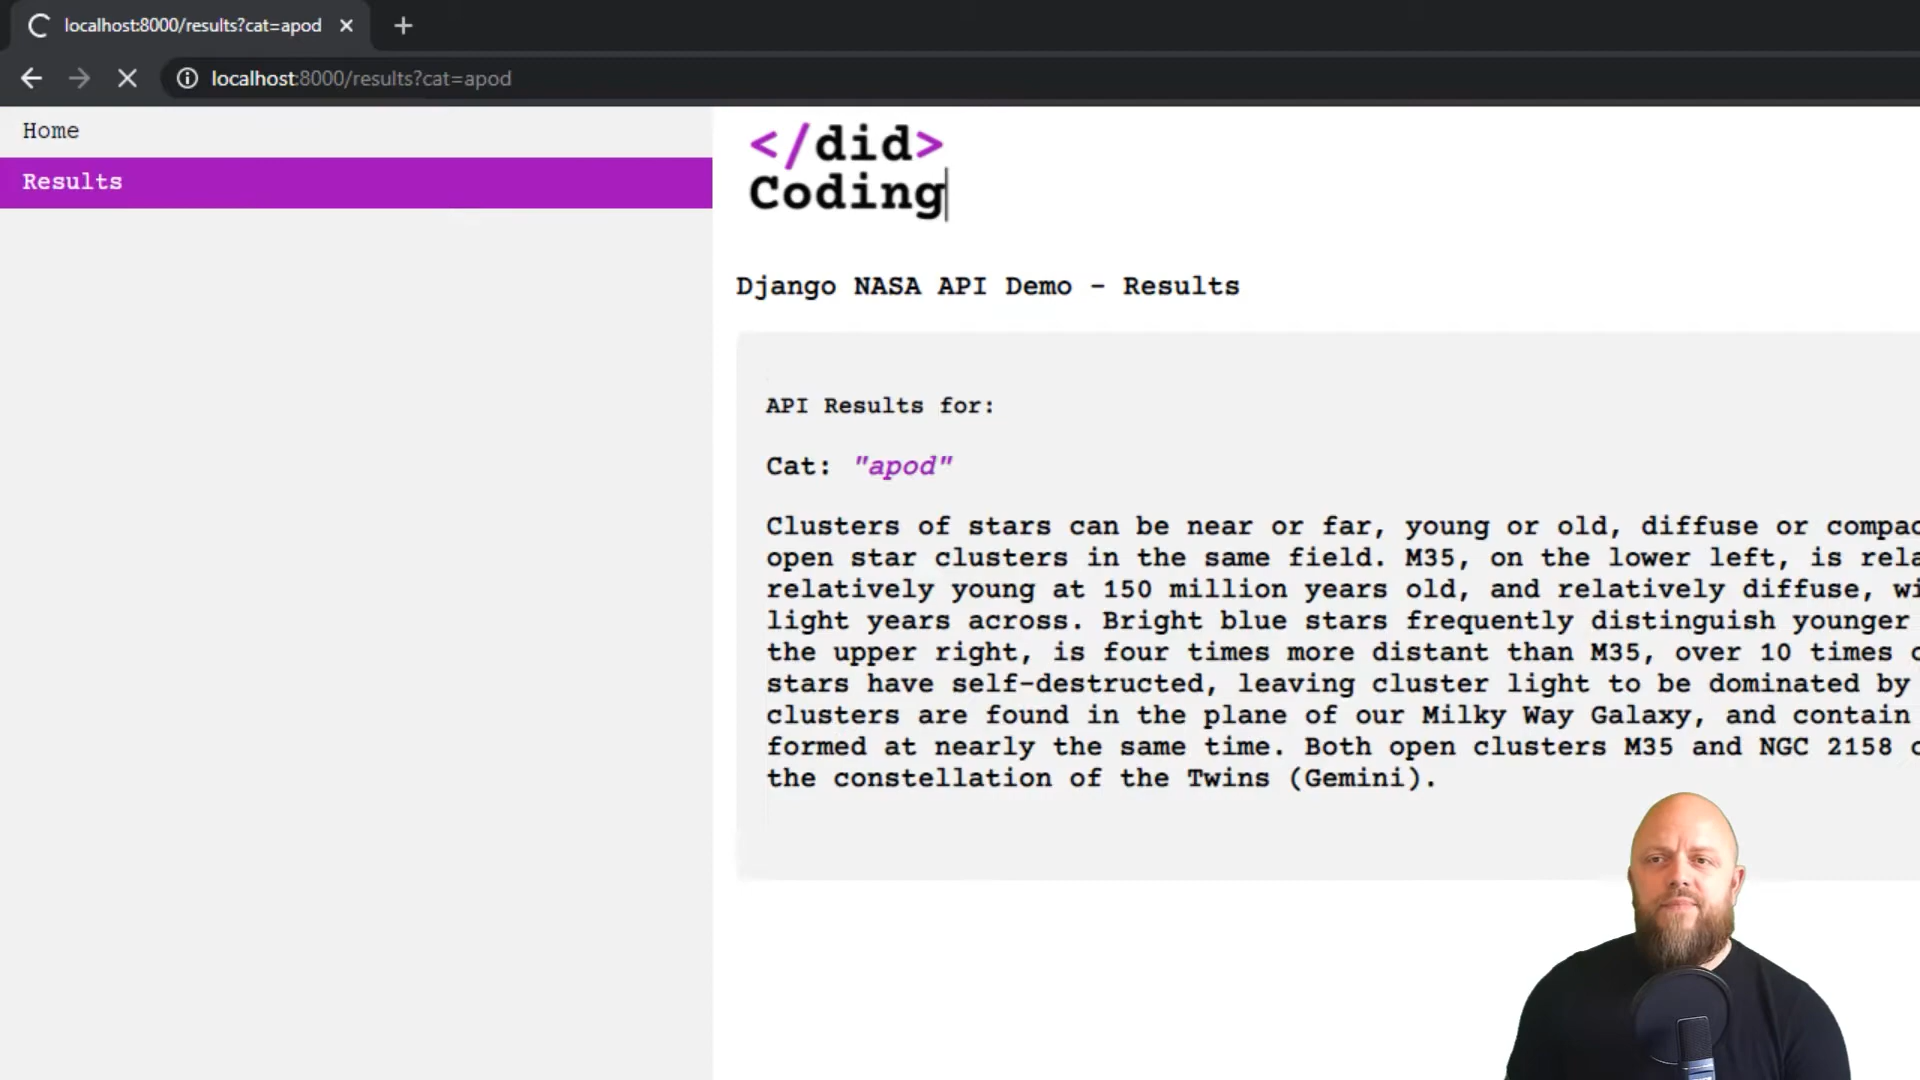 localhost:8000/results?cat=apod
localhost:8000/results?cat=apod
Home
Results
</did>
Coding
Django NASA API Demo - Results
API Results for:
Cat: "apod"
Clusters of stars can be near or far, young or old, diffuse or
open star clusters in the same field. M35, on the lower left, is
relatively young at 150 million years old, and relatively diffuse,
light years across. Bright blue stars frequently distinguish younger
the upper right, is four times more distant than M35, over 10 times
stars have self-destructed, leaving cluster light to be dominated by
clusters are found in the plane of our Milky Way Galaxy, and contain
formed at nearly the same time. Both open clusters M35 and NGC 2158
the constellation of the Twins (Gemini).